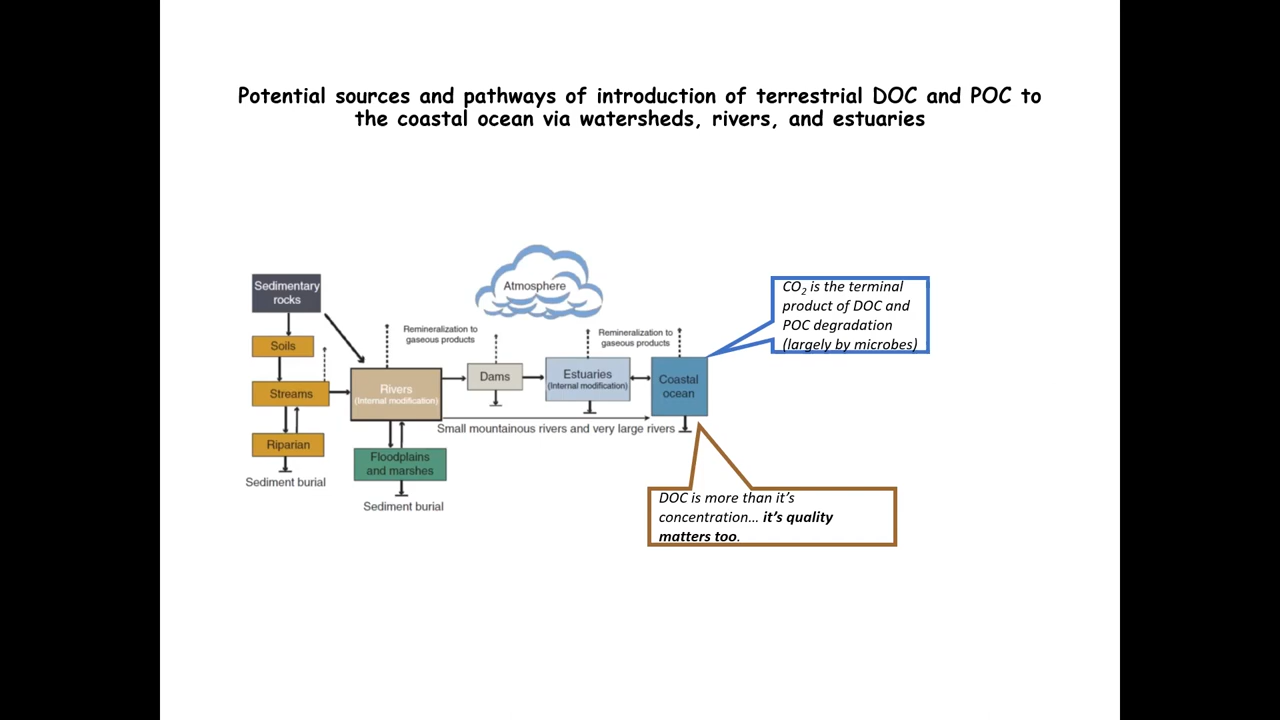 Potential sources and pathways of introduction of terrestrial DOC and POC to
the coastal ocean via watersheds, rivers, and estuaries
Atmosphere
Sedimentary
rocks
Soils
Streams
Riparian
Sediment burial
Rivers
(Internal modification)
Floodplains
and marshes
Sediment burial
Remineralization to
gaseous products
Dams
Remineralization to
gaseous products
Estuaries
(Internal modification)
Coastal
ocean
Small mountainous rivers and very large rivers
CO₂ is the terminal
product of DOC and
POC degradation
(largely by microbes)
DOC is more than it’s
concentration… it’s quality
matters too.